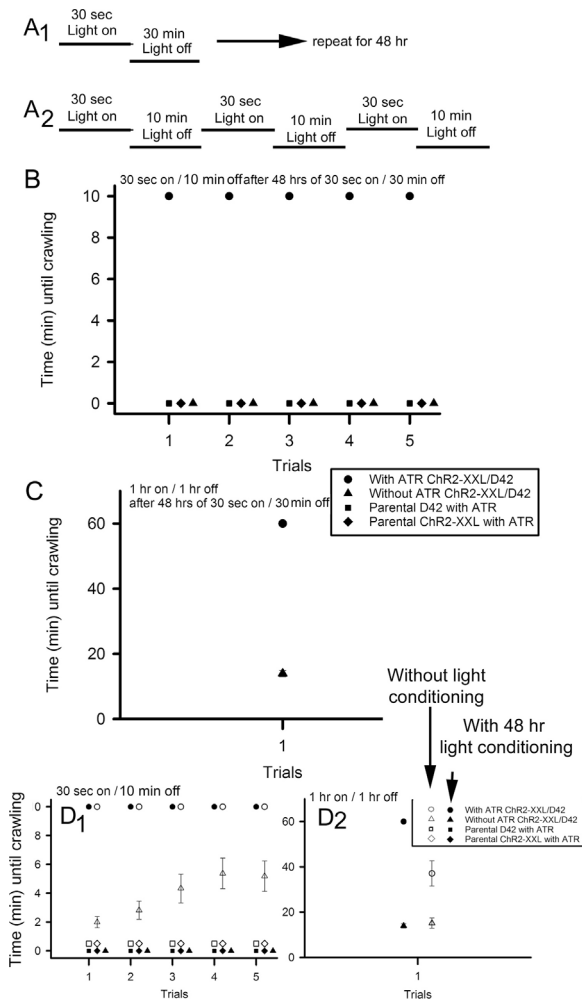 A1
30 sec
Light on
30 min
Light off
repeat for 48 hr
A2
30 sec
Light on
10 min
Light off
30 sec
Light on
10 min
Light off
30 sec
Light on
10 min
Light off
B
30 sec on / 10 min off after 48 hrs of 30 sec / 30 min off
Time (min) until crawling
10
8
6
4
2
0
1 2 3 4 5
Trials
With ATR ChR2-XXL/D42
Without ATR ChR2-XXL/D42
Parental D42 with ATR
Parental ChR2-XXL with ATR
C
1 hr on / 1 hr off
after 48 hrs of 30 sec on / 30 min off
Time (min) until crawling
60
40
20
0
1
Trials
Without light
conditioning
With 48 hr
light conditioning
D1
30 sec on / 10 min off
Time (min) until crawling
0
8
6
4
2
0
1 2 3 4 5
Trials
D2
1 hr on / 1 hr off
60
40
20
0
1
Trials
With ATR ChR2-XXL/D42
Without ATR ChR2-XXL/D42
Parental D42 with ATR
Parental ChR2-XXL with ATR